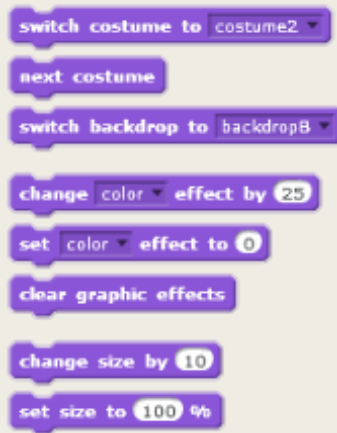 switch costume to costume2
next costume
switch backdrop to backdrop8
change color effect by 25
set color effect to 0
clear graphic effects
change size by 10
set size to 100 %